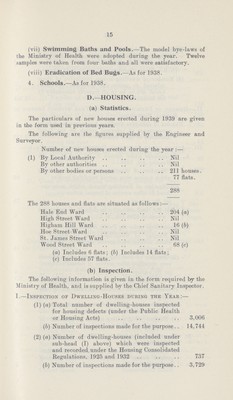 15
(vii) Swimming Baths and Pools.—The model bye-laws of
the Ministry of Health were adopted during the year. Twelve
samples were taken from four baths and all were satisfactory.
(viii) Eradication of Bed Bugs.—As for 1938.
4. Schools.—As for 1938.
D.—HOUSING.
(a) Statistics.
The particulars of new houses erected during 1939 are given
in the form used in previous years.
The following are the figures supplied by the Engineer and
Surveyor.
Number of new houses erected during the year :—
(1) By Local Authority .. .. .. .. Nil
By other authorities .. .. .. .. Nil
By other bodies or persons .. .. .. 211 houses.
77 flats.
288
The 288 houses and flats are situated as follows :—
Hale End Ward .. .. .. .. 204 (a)
High Street Ward .. .. .. .. Nil
Higham Hill Ward .. .. .. .. 16 (b)
Hoe Street Ward .. .. .. .. Nil
St. James Street Ward .. .. .. Nil
Wood Street Ward .. .. .. .. 68 (c)
(a) Includes 6 flats; (b) Includes 14 flats;
(c) Includes 57 flats.
(b) Inspection.
The following information is given in the form required by the
Ministry of Health, and is supplied by the Chief Sanitary Inspector.
1.—Inspection of Dwelling-Houses during the Year:—
(1) (a) Total number of dwelling-houses inspected
for housing defects (under the Public Health
or Housing Acts) .. .. .. .. 3,006
(b) Number of inspections made for the purpose.. 14,744
(2) (a) Number of dwelling-houses (included under
sub-head (1) above) which were inspected
and recorded under the Housing Consolidated
Regulations, 1925 and 1932 .. .. .. 737
(b) Number of inspections made for the purpose.. 3,729